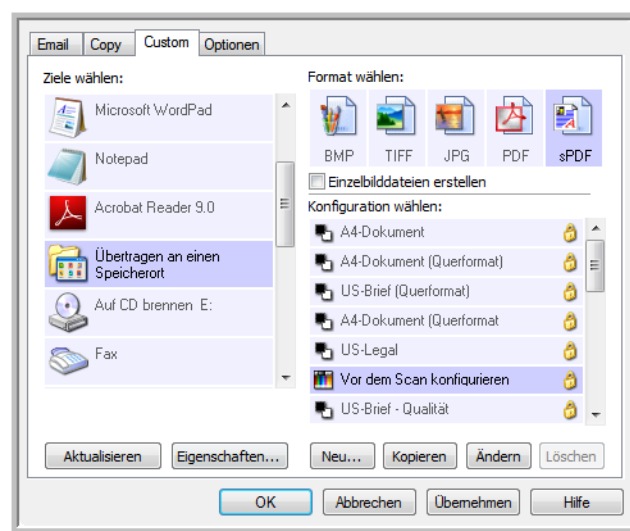 Email Copy Custom Optionen
Ziele wählen:
Microsoft WordPad
Notepad
Acrobat Reader 9.0
Übertragen an einen
Speicherort
Auf CD brennen E:
Fax
Aktualisieren Eigenschaften...
Format wählen:
BMP TIFF JPG PDF sPDF
Einzelbilddateien erstellen
Konfiguration wählen:
A4-Dokument
A4-Dokument (Querformat)
US-Brief (Querformat)
A4-Dokument (Querformat
US-Legal
Vor dem Scan konfigurieren
US-Brief - Qualität
Neu... Kopieren Ändern Löschen
OK Abbrechen Übernehmen Hilfe